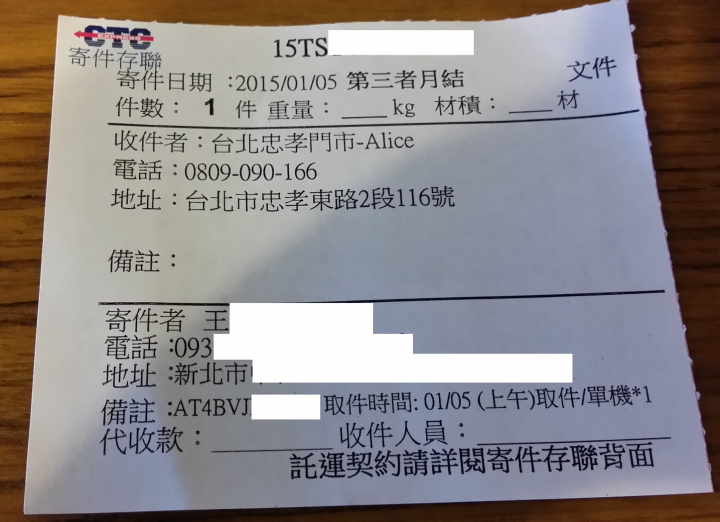 CTC EXPRESS
寄件存聯
15TS
寄件日期：2015/01/05 第三者月結 文件
件數：1 件 重量：____kg 材積：____材
收件者：台北忠孝門市-Alice
電話：0809-090-166
地址：台北市忠孝東路2段116號
備註：
寄件者 王
電話：093
地址：新北市
備註：AT4BVJ 取件時間: 01/05 (上午)取件/單機*1
代收款：________ 收件人員：________
託運契約請詳閱寄件存聯背面